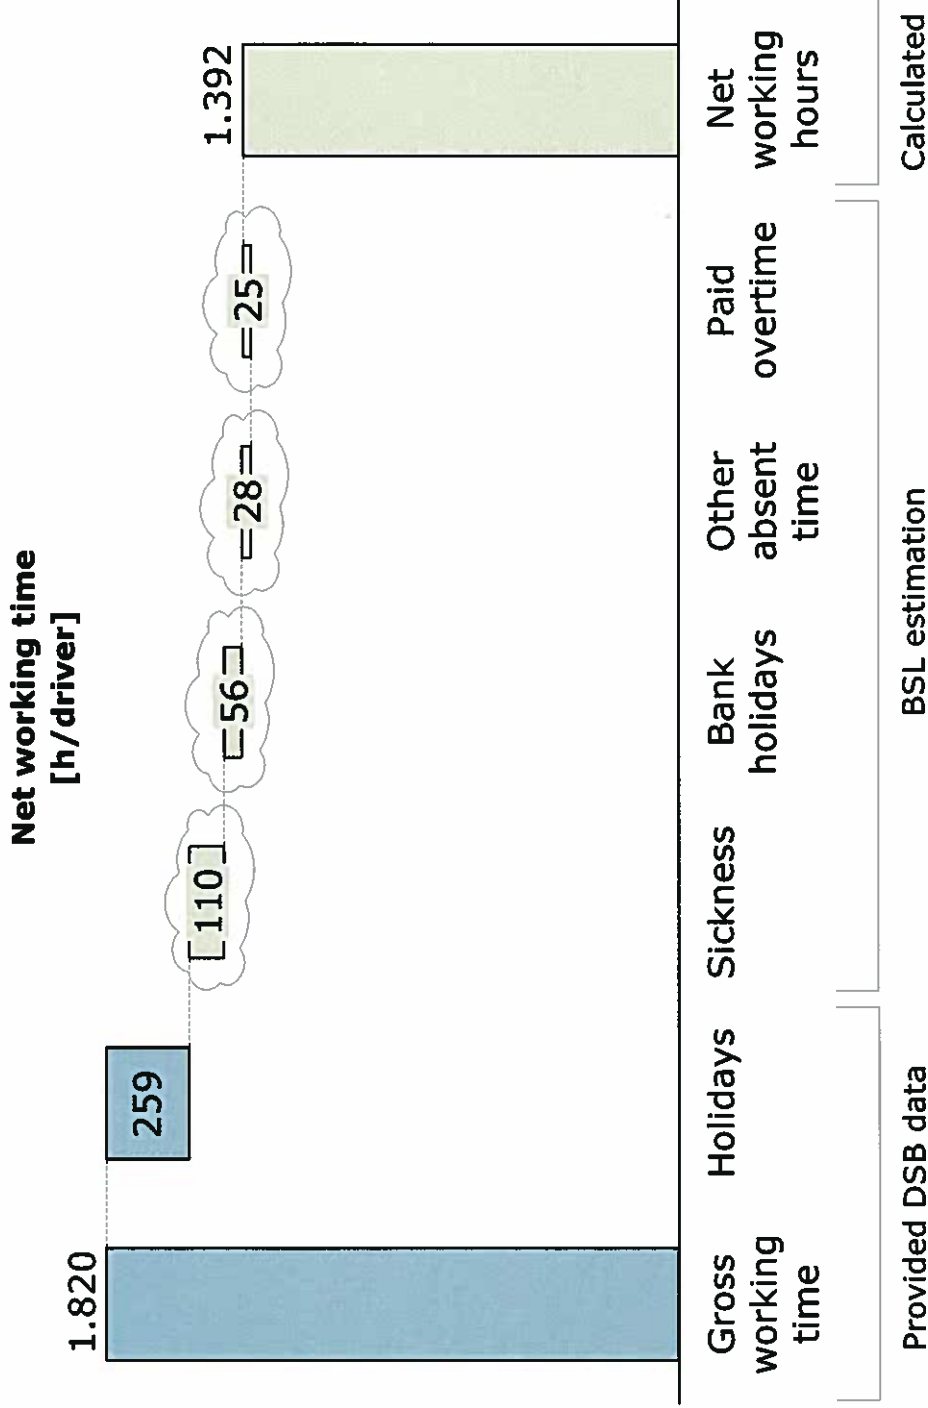 Net working time
[h/driver]
1.820
259
110
56
28
25
1.392
Gross
working
time
Holidays
Sickness
Bank
holidays
Other
absent
time
Paid
overtime
Net
working
hours
Provided DSB data
BSL estimation
Calculated